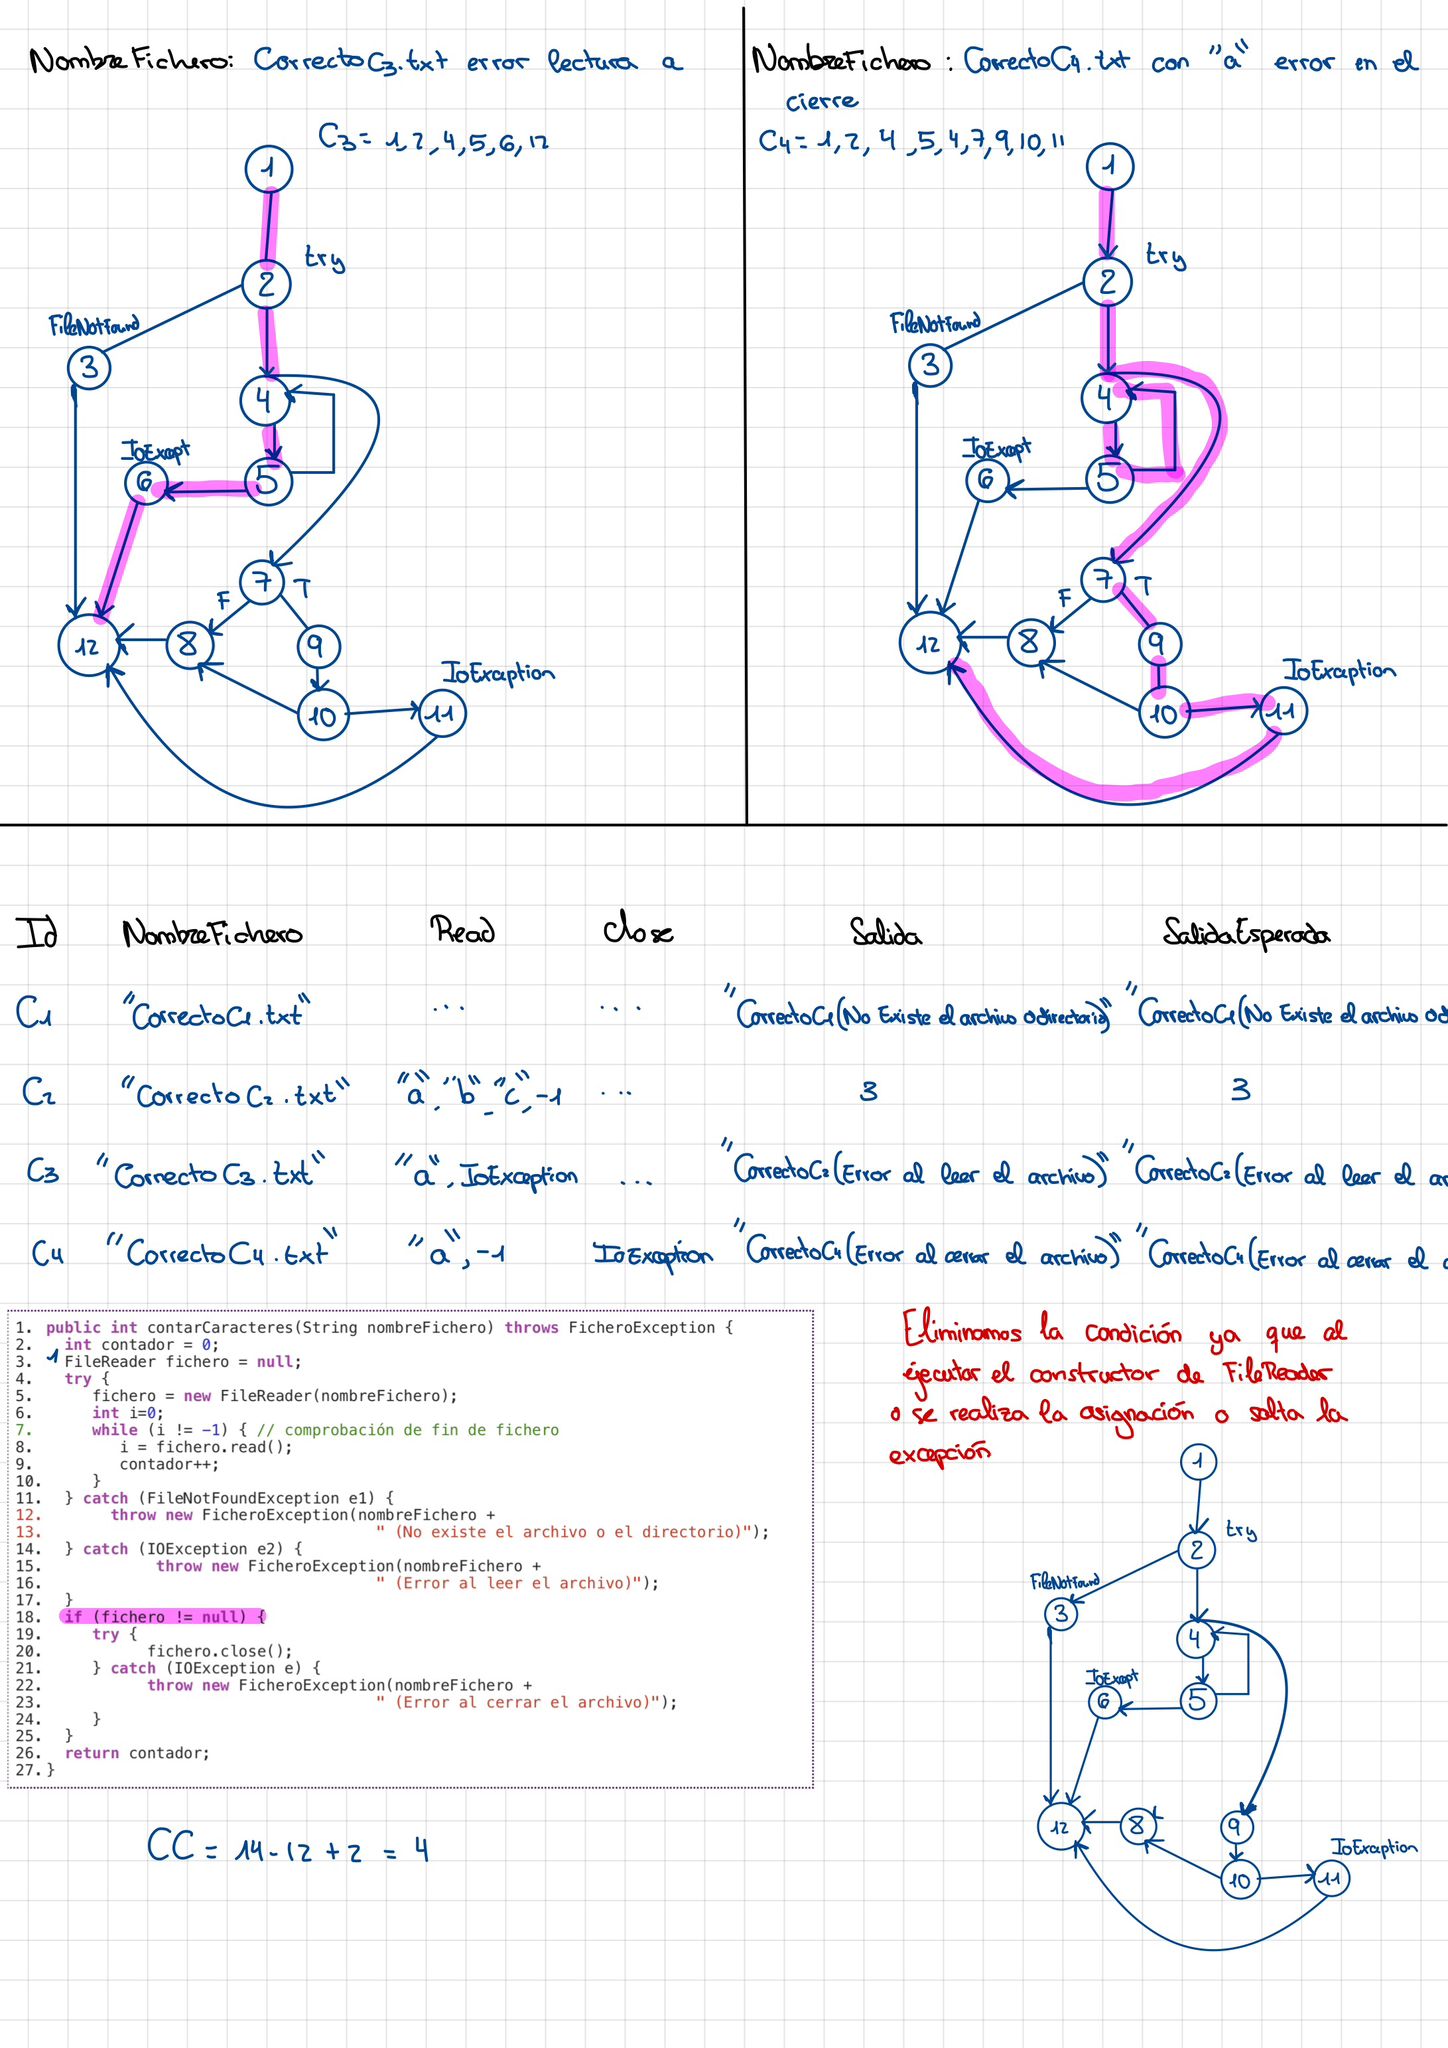 NombreFichero: CorrectoC3.txt error lectura a
C3 = 1,2,4,5,6,12
1
try
2
FileNotFound
3
4
IoExcept
6
5
7
T
F
12
8
9
IoException
10
11
NombreFichero: CorrectoC4.txt con "a" error en el
cierre
C4 = 1,2,4,5,4,7,9,10,11
1
try
2
FileNotFound
3
4
IoExcept
6
5
7
T
F
12
8
9
IoException
10
11
Id NombreFichero Read Close Salida SalidaEsperada
C1 "CorrectoC1.txt" ... ... "CorrectoC1(No Existe el archivo o directorio)" "CorrectoC1(No Existe el archivo o d
C2 "CorrectoC2.txt" "a", "b", "c", -1 ... 3 3
C3 "CorrectoC3.txt" "a", IoException ... "CorrectoC2(Error al leer el archivo)" "CorrectoC2(Error al leer el ar
C4 "CorrectoC4.txt" "a", -1 IoException "CorrectoC4(Error al cerrar el archivo)" "CorrectoC4(Error al cerrar el a
1. public int contarCaracteres(String nombreFichero) throws FicheroException {
2. int contador = 0;
3. 1 FileReader fichero = null;
4. try {
5. fichero = new FileReader(nombreFichero);
6. int i=0;
7. while (i != -1) { // comprobación de fin de fichero
8. i = fichero.read();
9. contador++;
10. }
11. } catch (FileNotFoundException e1) {
12. throw new FicheroException(nombreFichero +
13. " (No existe el archivo o el directorio)");
14. } catch (IOException e2) {
15. throw new FicheroException(nombreFichero +
16. " (Error al leer el archivo)");
17. }
18. if (fichero != null) {
19. try {
20. fichero.close();
21. } catch (IOException e) {
22. throw new FicheroException(nombreFichero +
23. " (Error al cerrar el archivo)");
24. }
25. }
26. return contador;
27. }
CC = 14-12+2 = 4
Eliminamos la condición ya que al
ejecutar el constructor de FileReader
o se realiza la asignación o salta la
excepción
1
try
2
FileNotFound
3
4
IoExcept
6
5
12
8
9
IoException
10
11